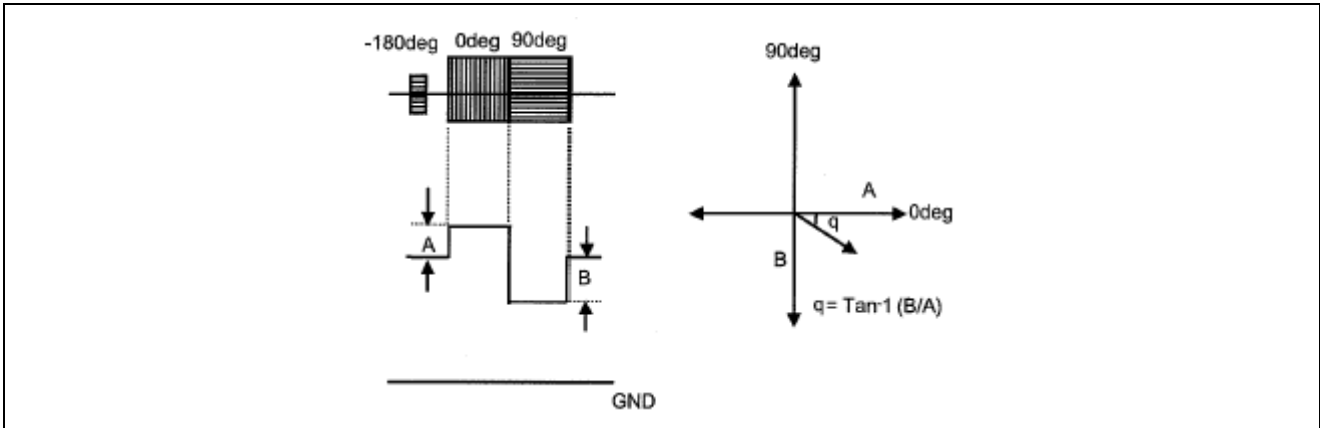 -180deg 0deg 90deg
A
B
GND
90deg
A
0deg
q
B
q= Tan-1 (B/A)